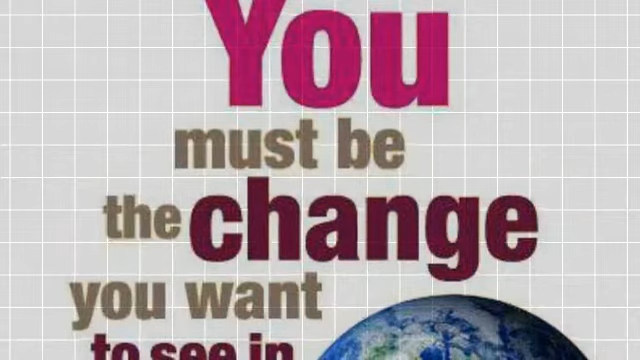 You
must be
the change
you want
to see in